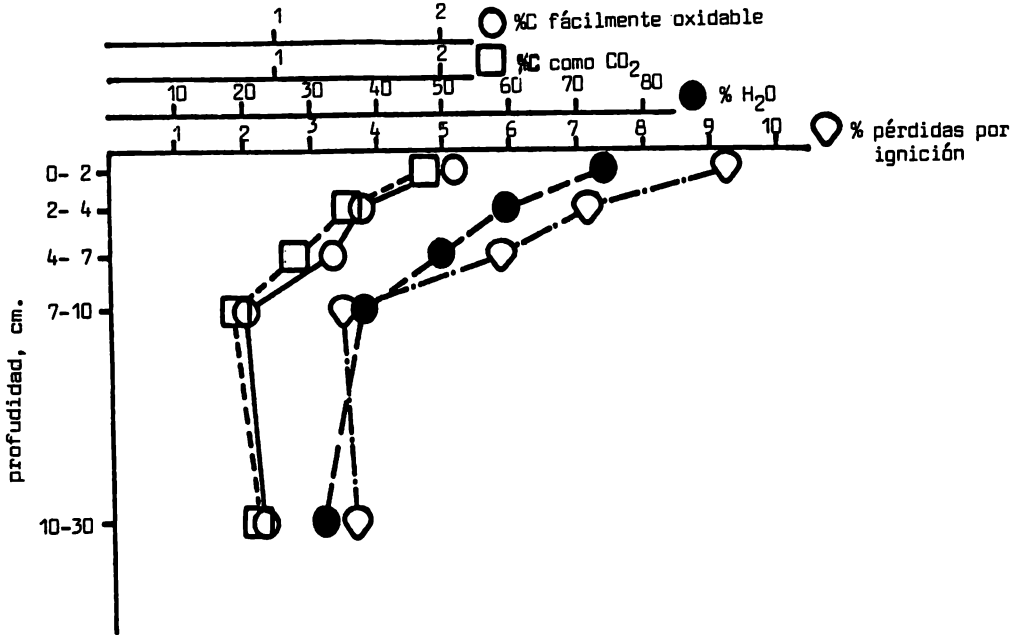 1 2 %C fácilmente oxidable
1 2 %C como CO2
10 20 30 40 50 60 70 80 % H2O
1 2 3 4 5 6 7 8 9 10 % pérdidas por
ignición
0- 2
2- 4
4- 7
7-10
10-30
profudidad, cm.